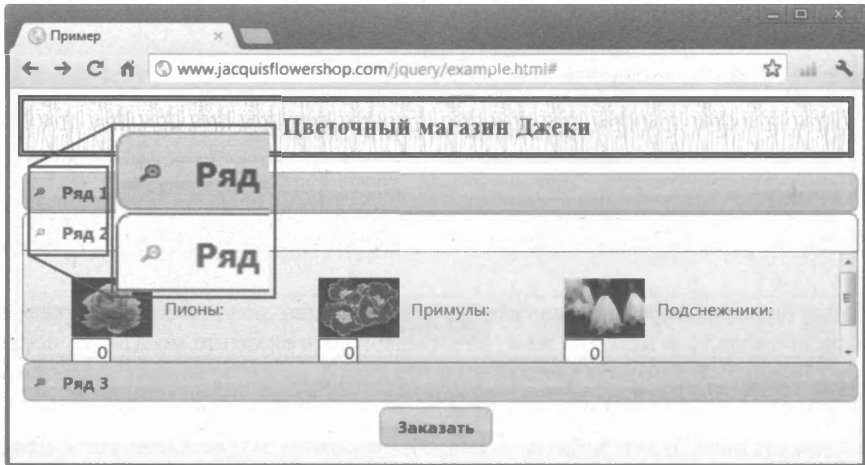 Пример
www.jacquisflowershop.com/jquery/example.html#
Цветочный магазин Джеки
Ряд 1
Ряд 2
Ряд
Ряд
Пионы:
Примулы:
Подснежники:
0
0
0
Ряд 3
Заказать